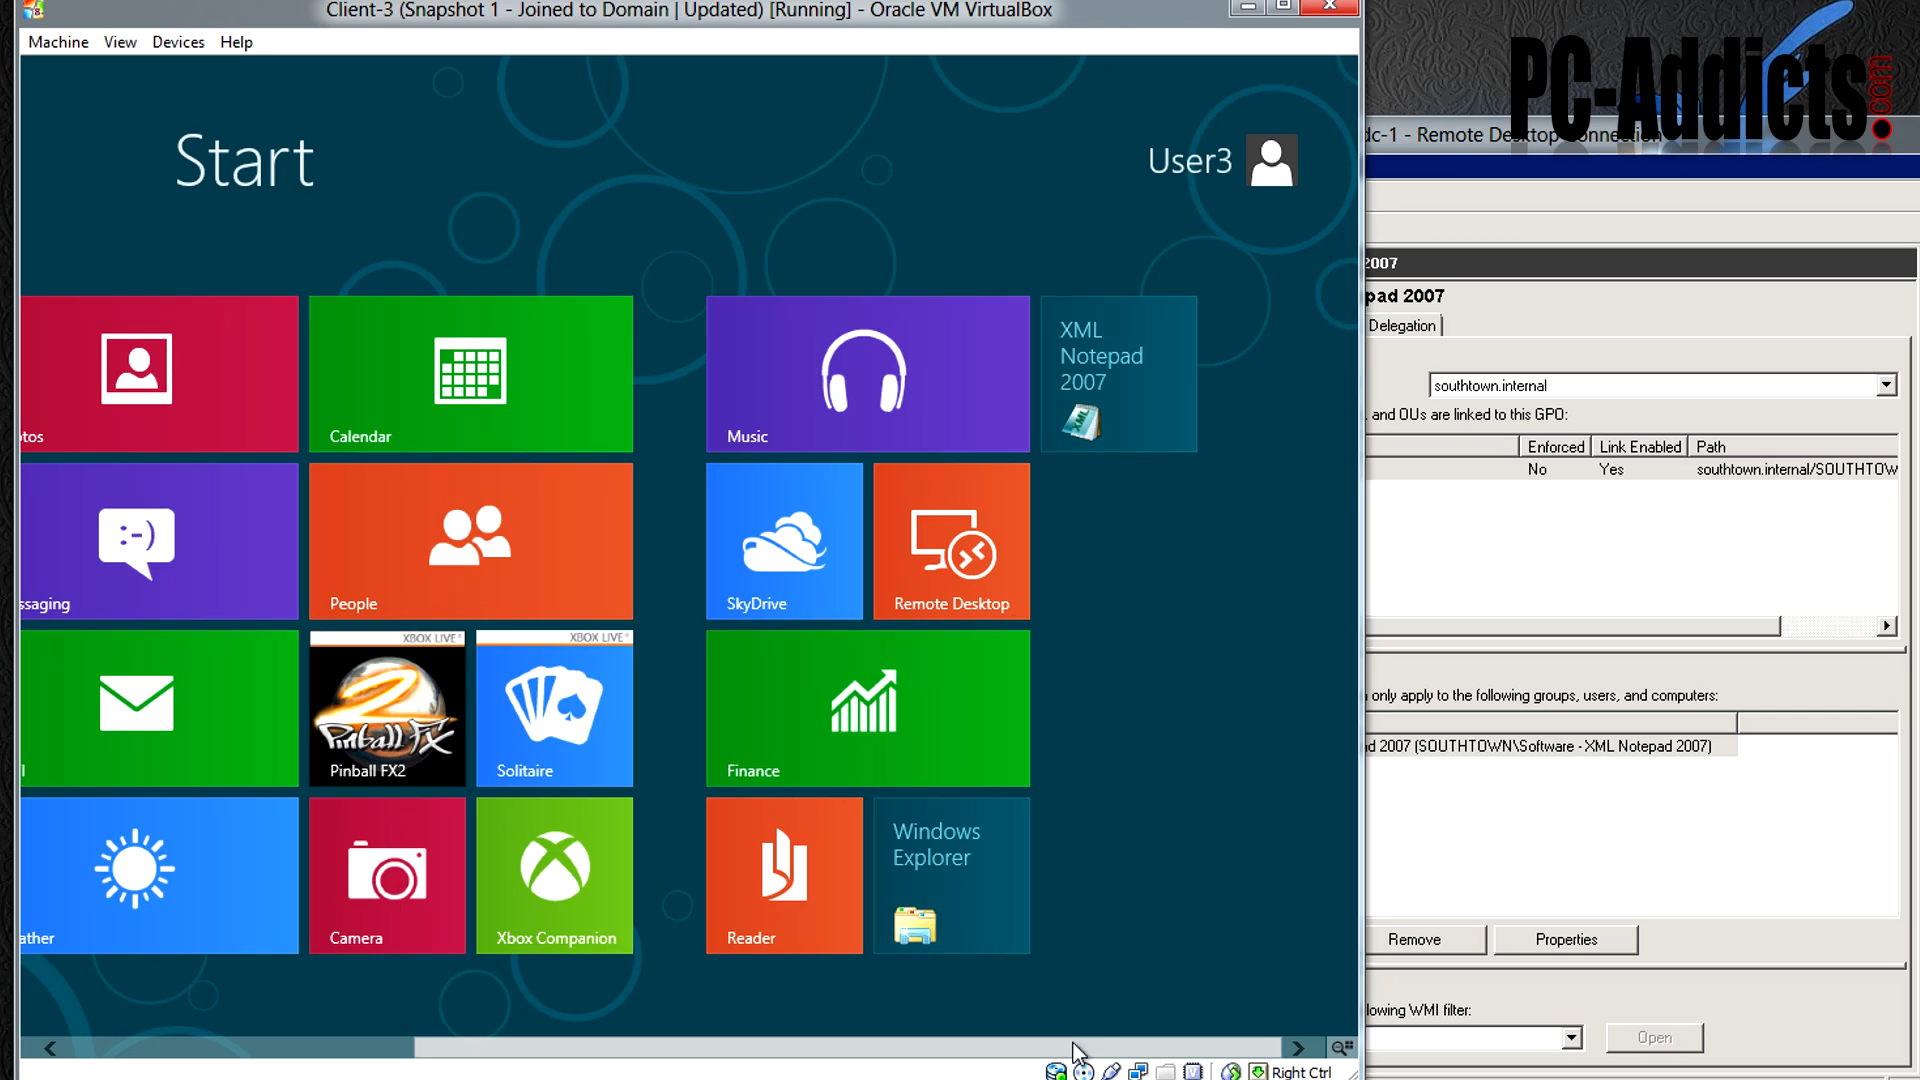 Client-3 (Snapshot 1 - Joined to Domain | Updated) [Running] - Oracle VM VirtualBox
Machine View Devices Help
Start
User3
tos
Calendar
Music
XML
Notepad
2007
ssaging
People
SkyDrive
Remote Desktop
XBOX LIVE
XBOX LIVE
Pinball FX
2
Pinball FX2
Solitaire
Finance
ather
Camera
Xbox Companion
Reader
Windows
Explorer
Right Ctrl
PC-Addicts.com
dc-1 - Remote Desktop Connection
2007
pad 2007
Delegation
southtown.internal
and OUs are linked to this GPO:
Enforced Link Enabled Path
No Yes southtown.internal/SOUTHTOW
only apply to the following groups, users, and computers:
d 2007 (SOUTHTOWN\Software - XML Notepad 2007)
Remove Properties
lowing WMI filter:
Open